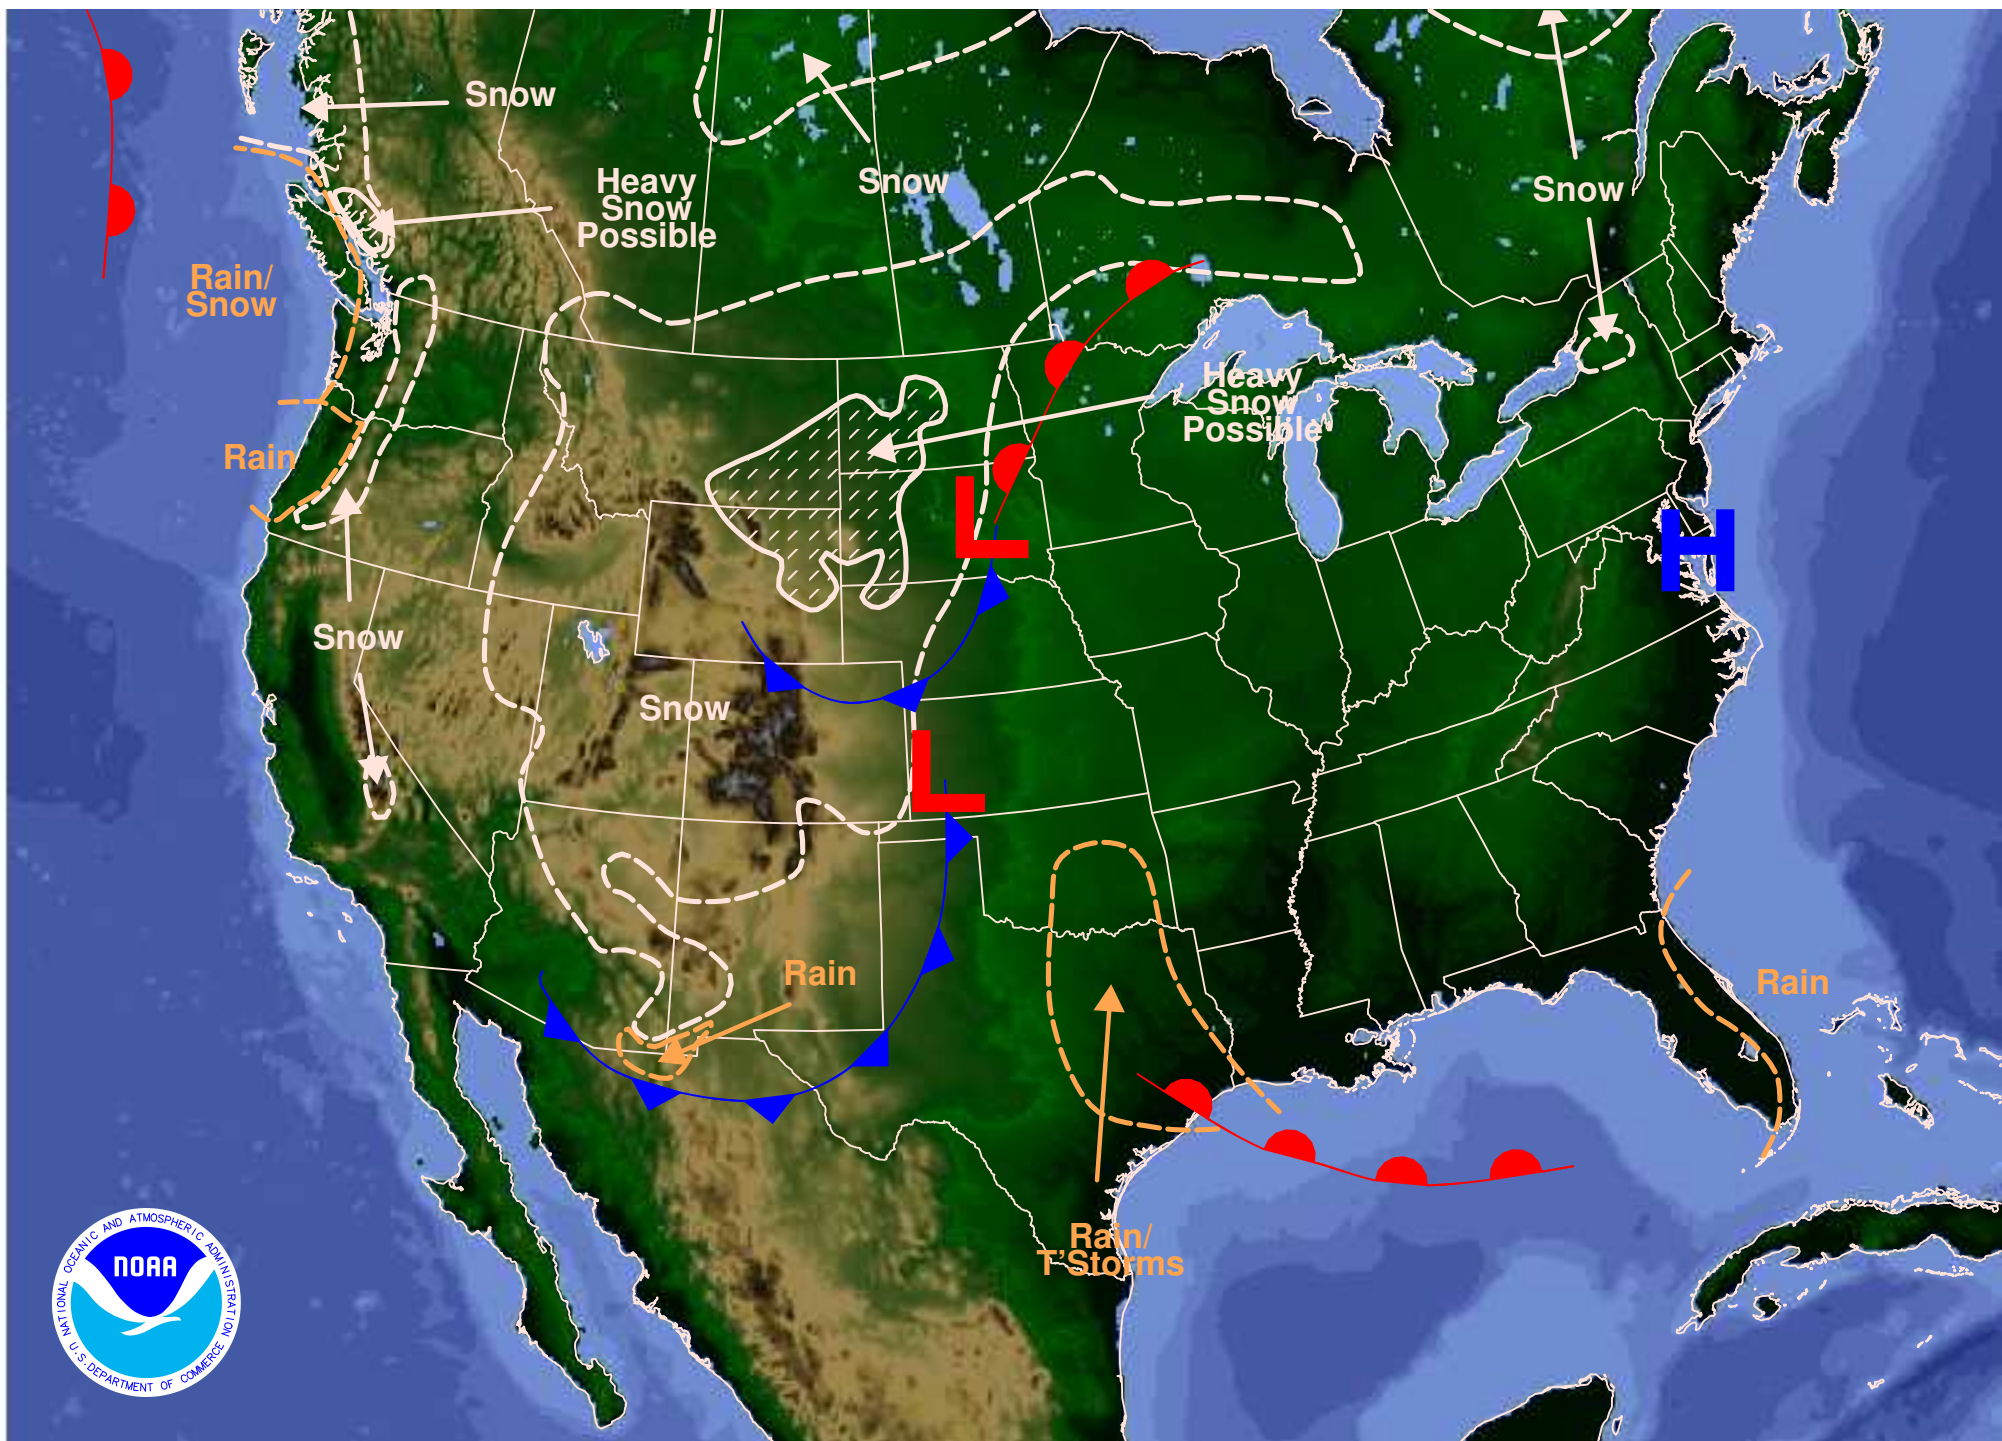 Snow
Heavy
Snow
Possible
Snow
Snow
Rain/
Snow
Heavy
Snow
Possible
Rain
Snow
Snow
L
H
L
Rain
Rain
Rain/
T'Storms
NATIONAL OCEANIC AND ATMOSPHERIC ADMINISTRATION
NOAA
U.S. DEPARTMENT OF COMMERCE